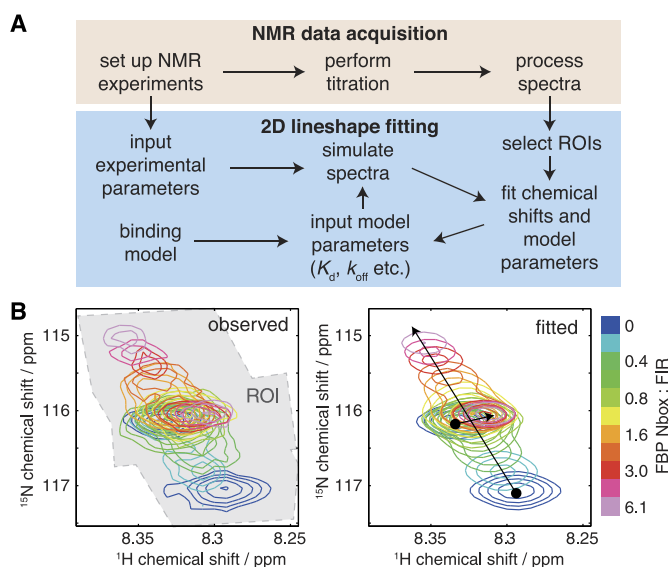 A
NMR data acquisition
set up NMR
experiments
perform
titration
process
spectra
2D lineshape fitting
input
experimental
parameters
simulate
spectra
select ROIs
fit chemical
shifts and
model
parameters
binding
model
input model
parameters
(Kd, koff etc.)
B
observed
ROI
115
116
117
15N chemical shift / ppm
8.35
8.3
8.25
1H chemical shift / ppm
fitted
115
116
117
15N chemical shift / ppm
8.35
8.3
8.25
1H chemical shift / ppm
0
0.4
0.8
1.6
3.0
6.1
FBP Nbox : FIR